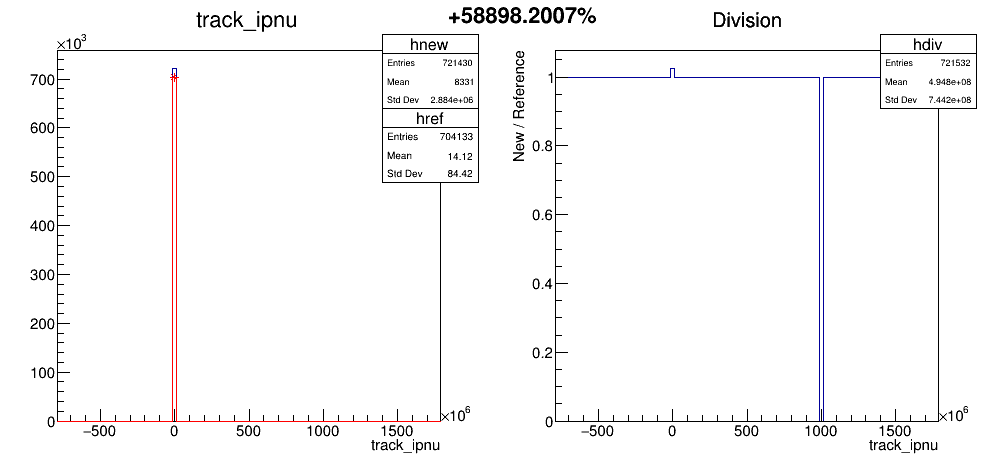 +58898.2007%
track_ipnu
×10³
hnew
Entries 721430
Mean 8331
Std Dev 2.884e+06
href
Entries 704133
Mean 14.12
Std Dev 84.42
700
600
500
400
300
200
100
0
−500 0 500 1000 1500
×10⁶
track_ipnu
Division
hdiv
Entries 721532
Mean 4.948e+08
Std Dev 7.442e+08
New / Reference
1
0.8
0.6
0.4
0.2
0
−500 0 500 1000 1500
×10⁶
track_ipnu